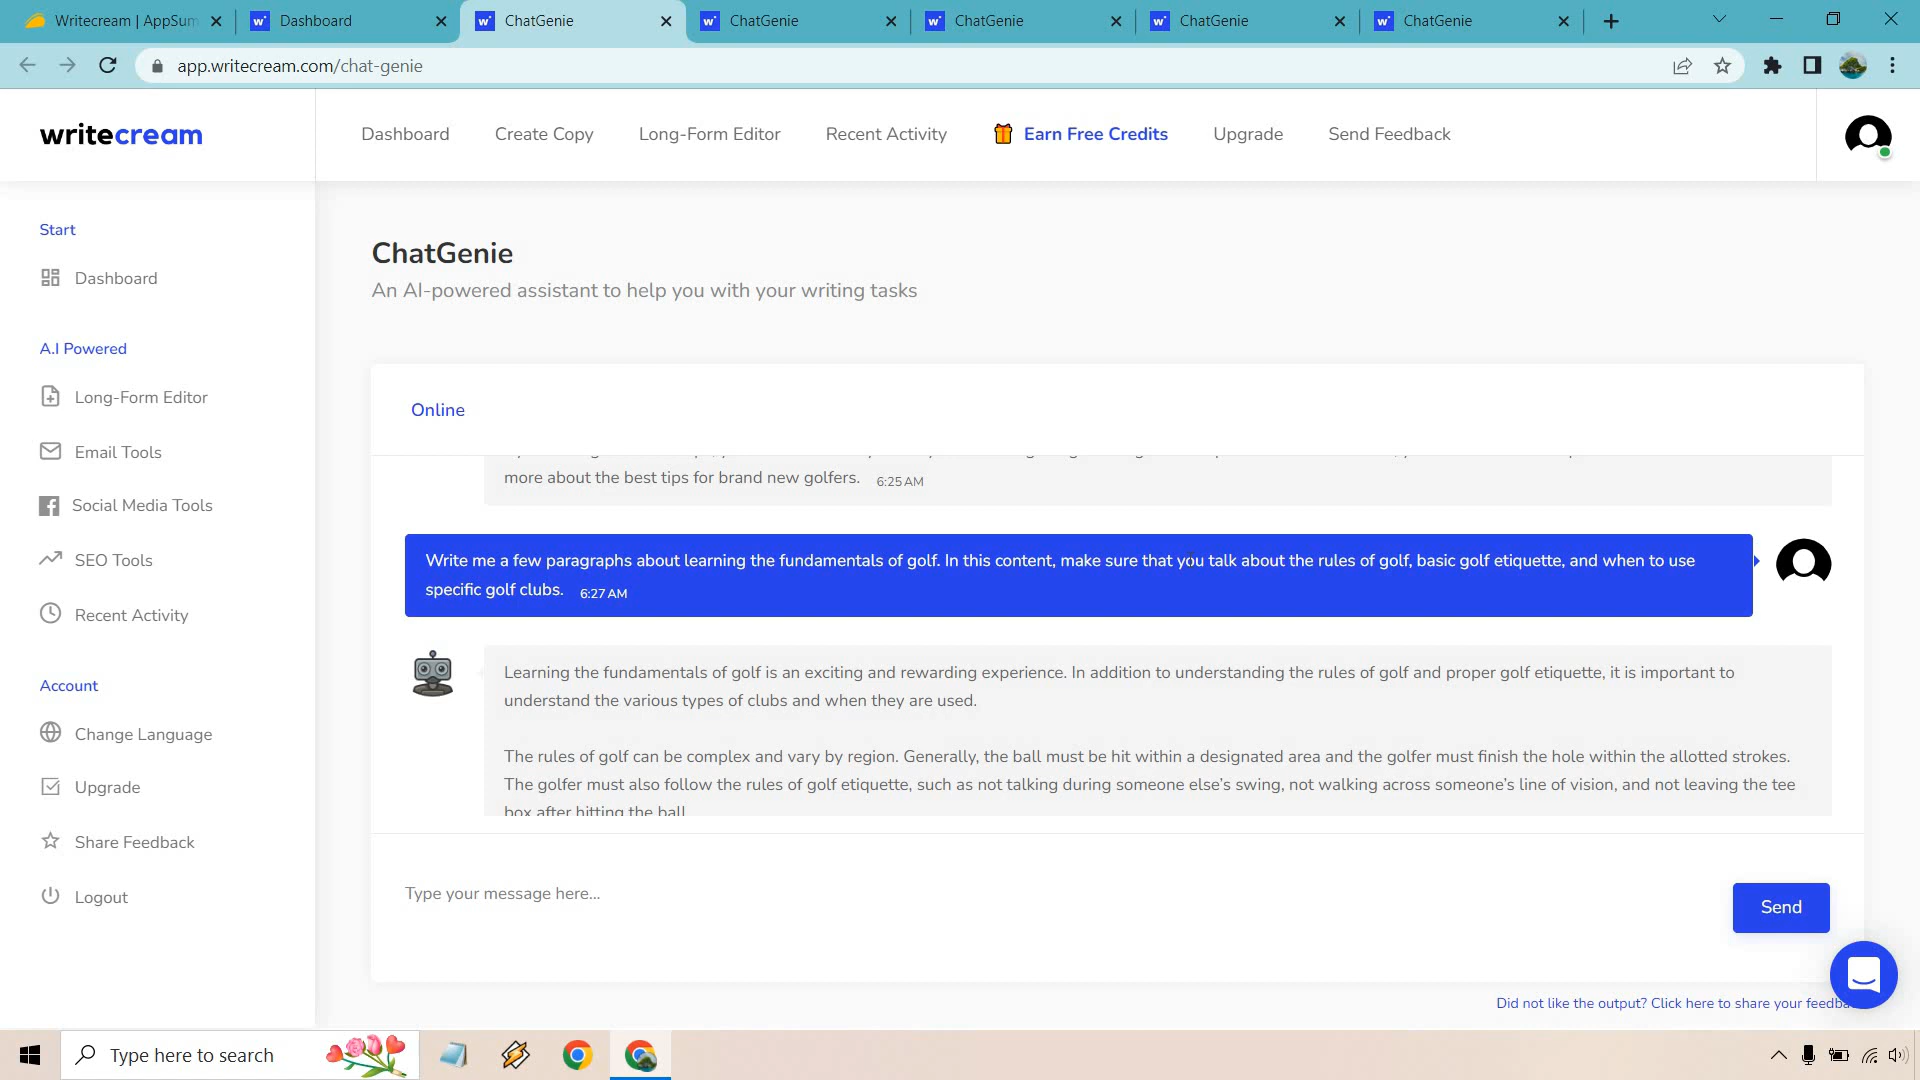 Writecream | AppSum
Dashboard
ChatGenie
ChatGenie
ChatGenie
ChatGenie
ChatGenie
app.writecream.com/chat-genie
writecream
Dashboard
Create Copy
Long-Form Editor
Recent Activity
Earn Free Credits
Upgrade
Send Feedback
Start
Dashboard
A.I Powered
Long-Form Editor
Email Tools
Social Media Tools
SEO Tools
Recent Activity
Account
Change Language
Upgrade
Share Feedback
Logout
ChatGenie
An AI-powered assistant to help you with your writing tasks
Online
more about the best tips for brand new golfers. 6:25 AM
Write me a few paragraphs about learning the fundamentals of golf. In this content, make sure that you talk about the rules of golf, basic golf etiquette, and when to use
specific golf clubs. 6:27 AM
Learning the fundamentals of golf is an exciting and rewarding experience. In addition to understanding the rules of golf and proper golf etiquette, it is important to
understand the various types of clubs and when they are used.
The rules of golf can be complex and vary by region. Generally, the ball must be hit within a designated area and the golfer must finish the hole within the allotted strokes.
The golfer must also follow the rules of golf etiquette, such as not talking during someone else's swing, not walking across someone's line of vision, and not leaving the tee
box after hitting the ball
Type your message here...
Send
Did not like the output? Click here to share your feedba
Type here to search